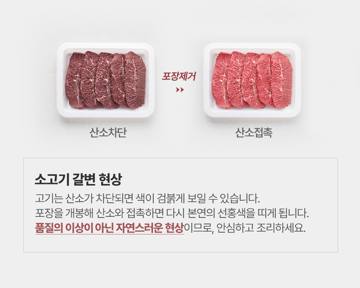 포장제거
산소차단
산소접촉
소고기 갈변 현상
고기는 산소가 차단되면 색이 검붉게 보일 수 있습니다.
포장을 개봉해 산소와 접촉하면 다시 본연의 선홍색을 띠게 됩니다.
품질의 이상이 아닌 자연스러운 현상이므로, 안심하고 조리하세요.